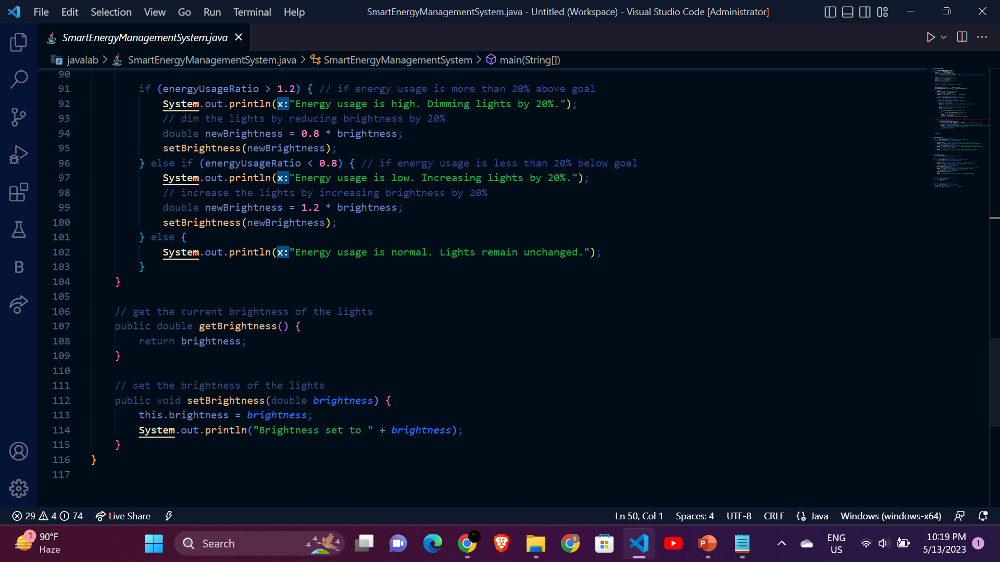 File Edit Selection View Go Run Terminal Help
SmartEnergyManagementSystem.java - Untitled (Workspace) - Visual Studio Code [Administrator]
SmartEnergyManagementSystem.java
javalab > SmartEnergyManagementSystem.java > SmartEnergyManagementSystem > main(String[])
90
91 if (energyUsageRatio > 1.2) { // if energy usage is more than 20% above goal
92 System.out.println(x:"Energy usage is high. Dimming lights by 20%.");
93 // dim the lights by reducing brightness by 20%
94 double newBrightness = 0.8 * brightness;
95 setBrightness(newBrightness);
96 } else if (energyUsageRatio < 0.8) { // if energy usage is less than 20% below goal
97 System.out.println(x:"Energy usage is low. Increasing lights by 20%.");
98 // increase the lights by increasing brightness by 20%
99 double newBrightness = 1.2 * brightness;
100 setBrightness(newBrightness);
101 } else {
102 System.out.println(x:"Energy usage is normal. Lights remain unchanged.");
103 }
104 }
105
106 // get the current brightness of the lights
107 public double getBrightness() {
108 return brightness;
109 }
110
111 // set the brightness of the lights
112 public void setBrightness(double brightness) {
113 this.brightness = brightness;
114 System.out.println("Brightness set to " + brightness);
115 }
116 }
117
B
29 4 74 Live Share
Ln 50, Col 1 Spaces: 4 UTF-8 CRLF Java Windows (windows-x64)
1
90°F
Haze
Search
B
P
ENG
US
10:19 PM
5/13/2023
1